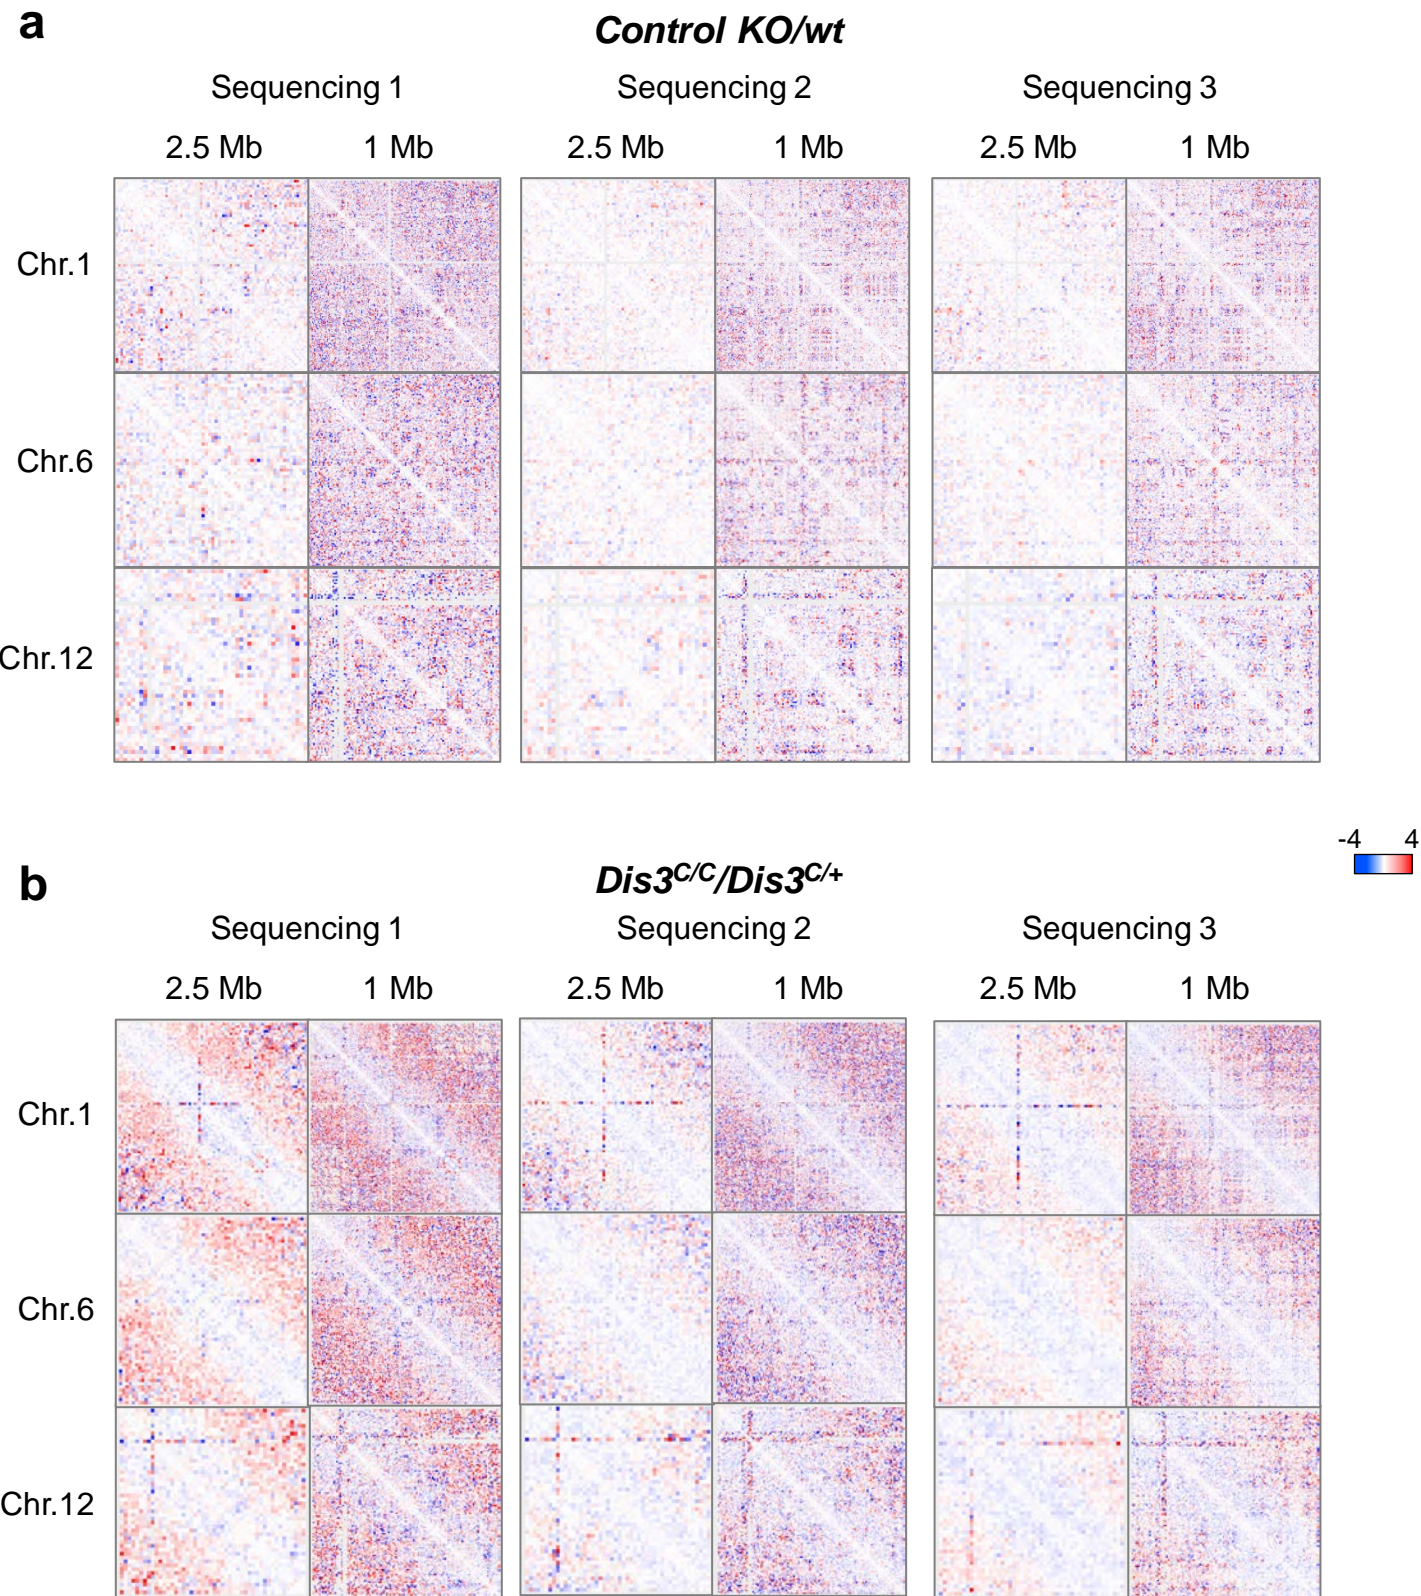 a
Control KO/wt
Sequencing 1 Sequencing 2 Sequencing 3
2.5 Mb 1 Mb 2.5 Mb 1 Mb 2.5 Mb 1 Mb
Chr.1
Chr.6
Chr.12
-4 4
b
Dis3C/C/Dis3C/+
Sequencing 1 Sequencing 2 Sequencing 3
2.5 Mb 1 Mb 2.5 Mb 1 Mb 2.5 Mb 1 Mb
Chr.1
Chr.6
Chr.12